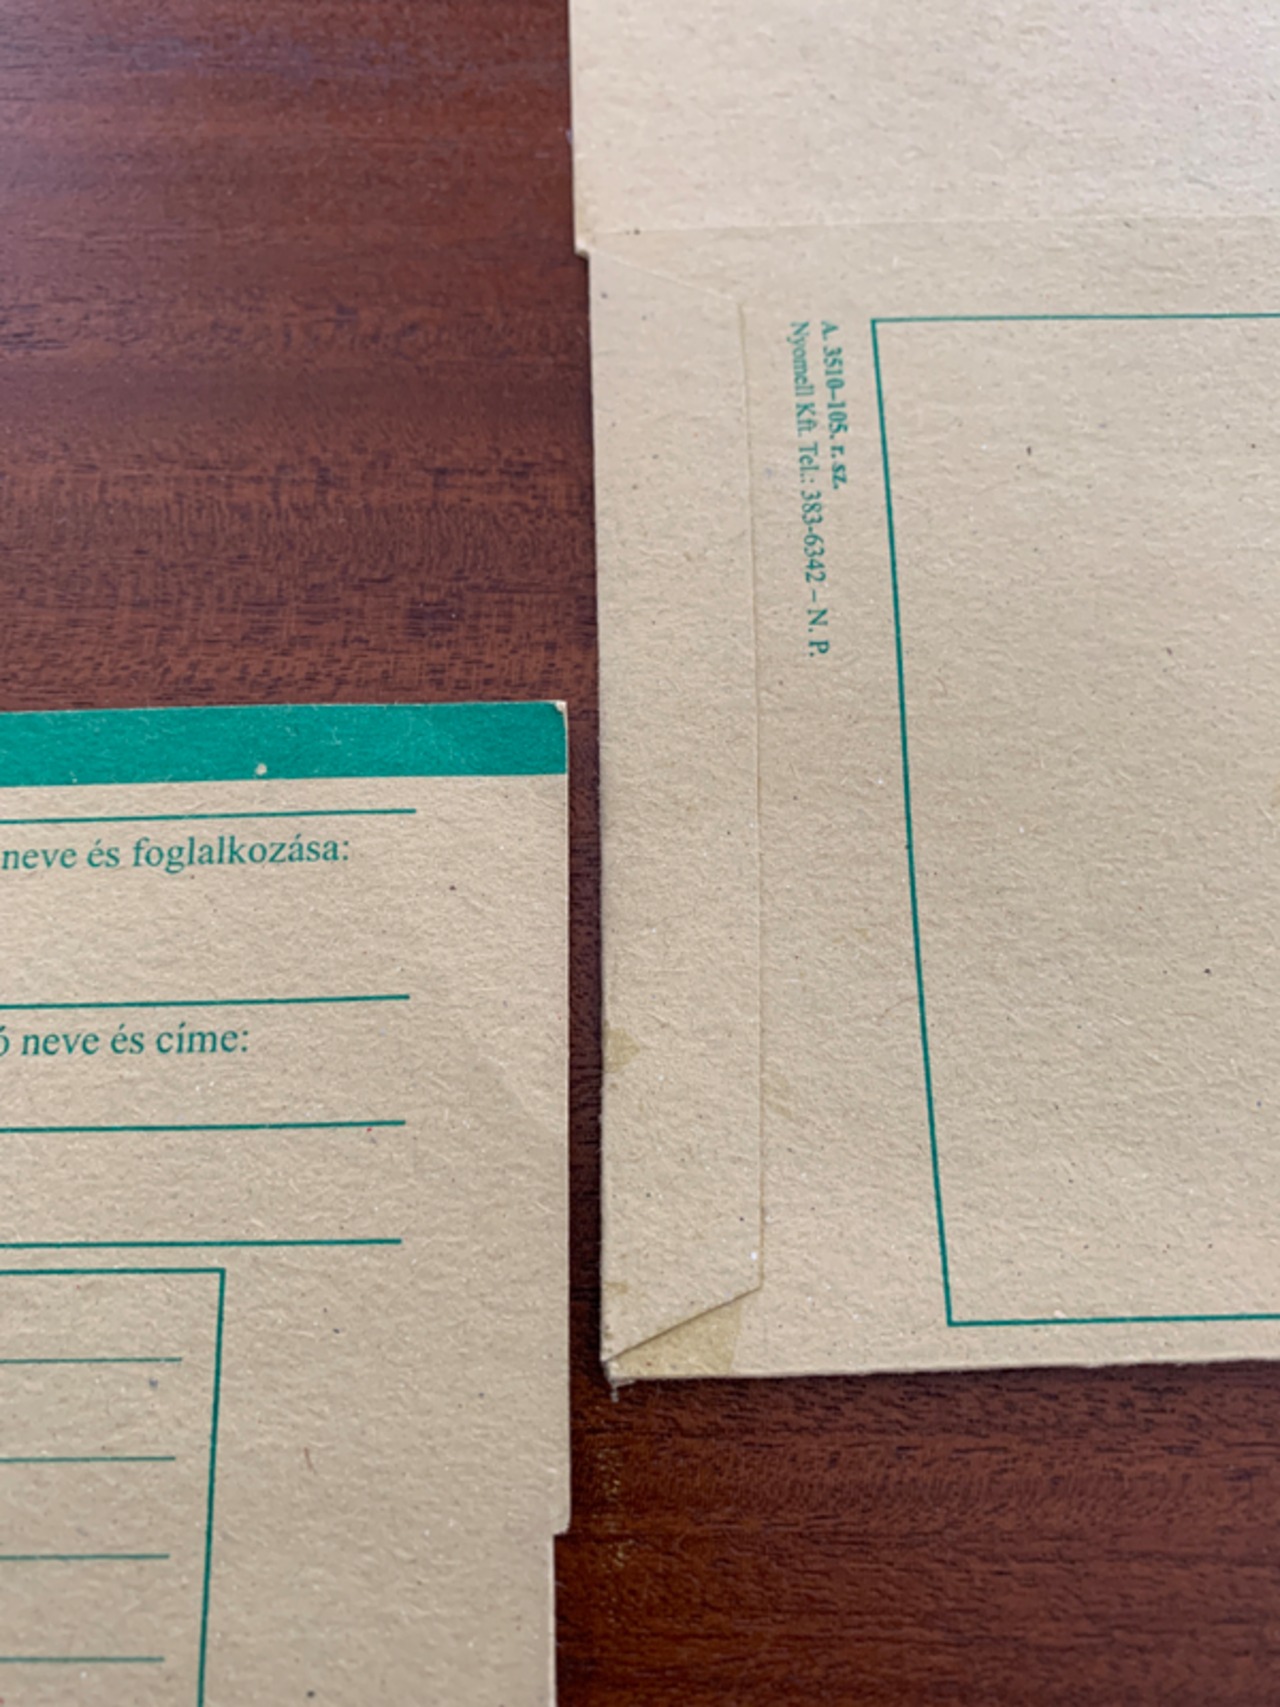 neve és foglalkozása:
neve és címe:
A. 3510–105. r. sz.
Nyomell Kft. Tel.: 383-6342 – N. P.